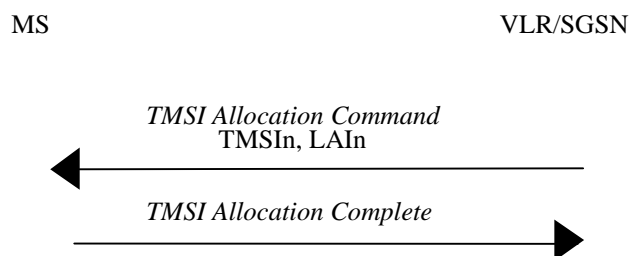 MS VLR/SGSN
TMSI Allocation Command
TMSIn, LAIn
TMSI Allocation Complete